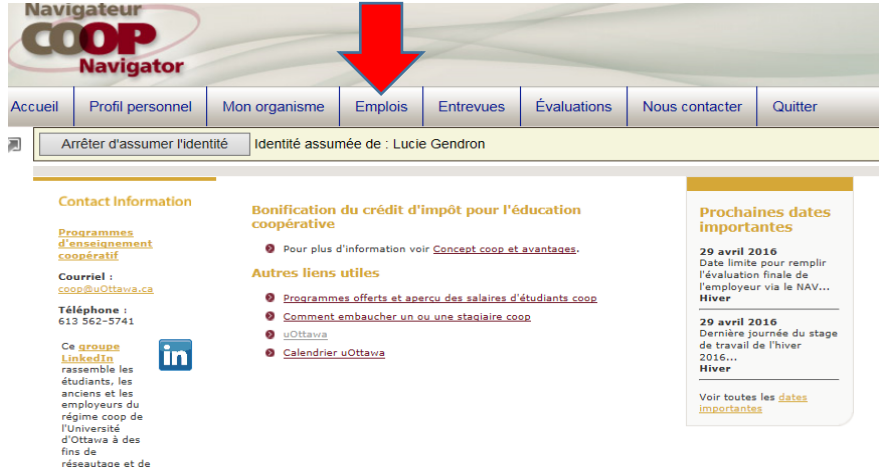 Navigateur
COOP
Navigator
Accueil
Profil personnel
Mon organisme
Emplois
Entrevues
Évaluations
Nous contacter
Quitter
Arrêter d'assumer l'identité
Identité assumée de : Lucie Gendron
Contact Information
Programmes
d'enseignement
coopératif
Courriel :
coop@uOttawa.ca
Téléphone :
613 562-5741
Ce groupe
LinkedIn
rassemble les
étudiants, les
anciens et les
employeurs du
régime coop de
l'Université
d'Ottawa à des
fins de
réseautage et de
in
Bonification du crédit d'impôt pour l'éducation
coopérative
Pour plus d'information voir Concept coop et avantages.
Autres liens utiles
Programmes offerts et aperçu des salaires d'étudiants coop
Comment embaucher un ou une stagiaire coop
uOttawa
Calendrier uOttawa
Prochaines dates
importantes
29 avril 2016
Date limite pour remplir
l'évaluation finale de
l'employeur via le NAV...
Hiver
29 avril 2016
Dernière journée du stage
de travail de l'hiver
2016...
Hiver
Voir toutes les dates
importantes